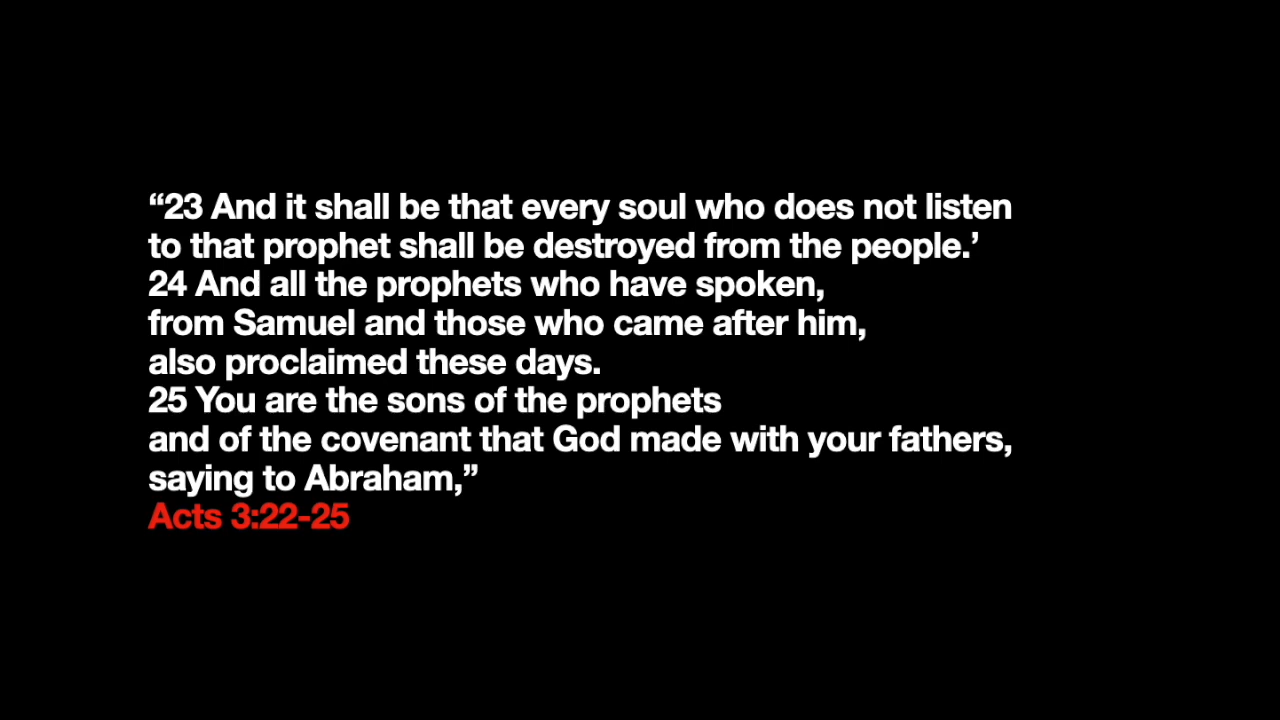 “23 And it shall be that every soul who does not listen
to that prophet shall be destroyed from the people.’
24 And all the prophets who have spoken,
from Samuel and those who came after him,
also proclaimed these days.
25 You are the sons of the prophets
and of the covenant that God made with your fathers,
saying to Abraham,”
Acts 3:22-25